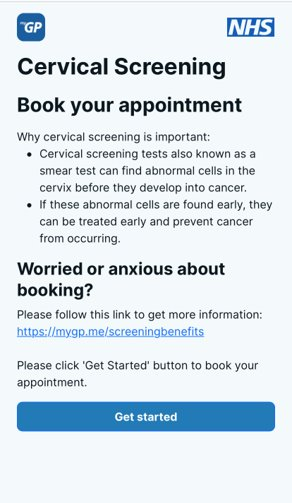 myGP
NHS
Cervical Screening
Book your appointment
Why cervical screening is important:
• Cervical screening tests also known as a
smear test can find abnormal cells in the
cervix before they develop into cancer.
• If these abnormal cells are found early, they
can be treated early and prevent cancer
from occurring.
Worried or anxious about
booking?
Please follow this link to get more information:
https://mygp.me/screeningbenefits
Please click 'Get Started' button to book your
appointment.
Get started